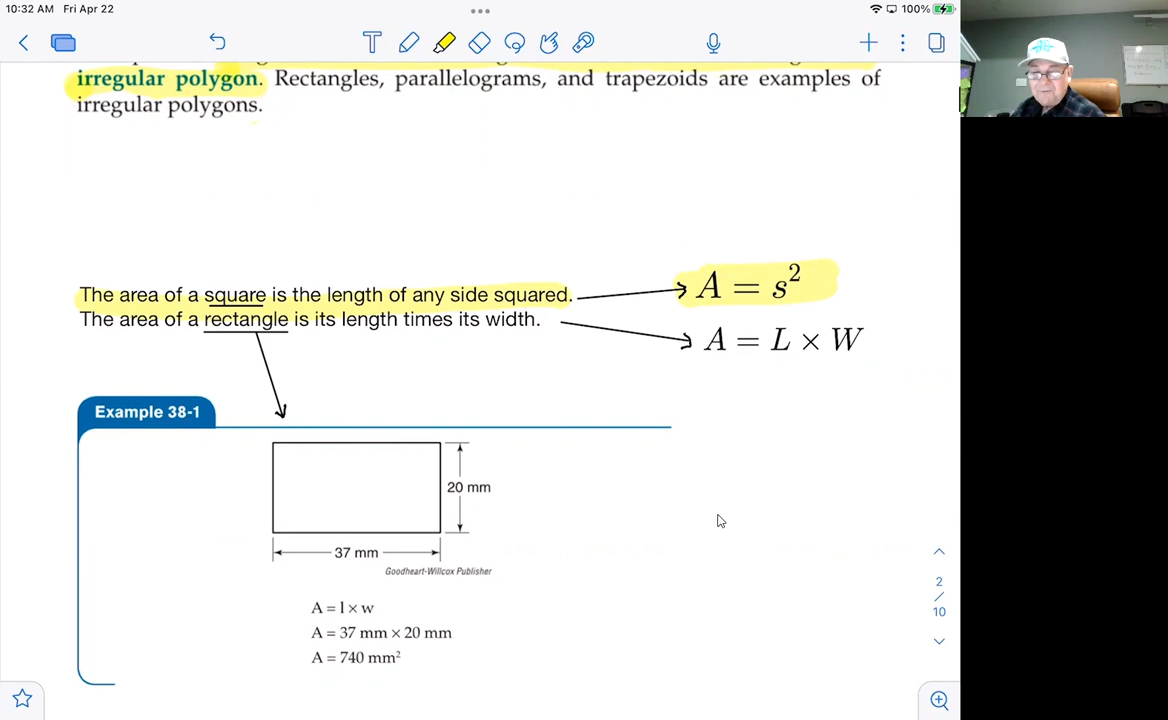 10:32 AM Fri Apr 22
100%
irregular polygon. Rectangles, parallelograms, and trapezoids are examples of
irregular polygons.
The area of a square is the length of any side squared.
A = s²
The area of a rectangle is its length times its width.
A = L × W
Example 38-1
20 mm
37 mm
Goodheart-Willcox Publisher
A = l × w
A = 37 mm × 20 mm
A = 740 mm²
2
/
10